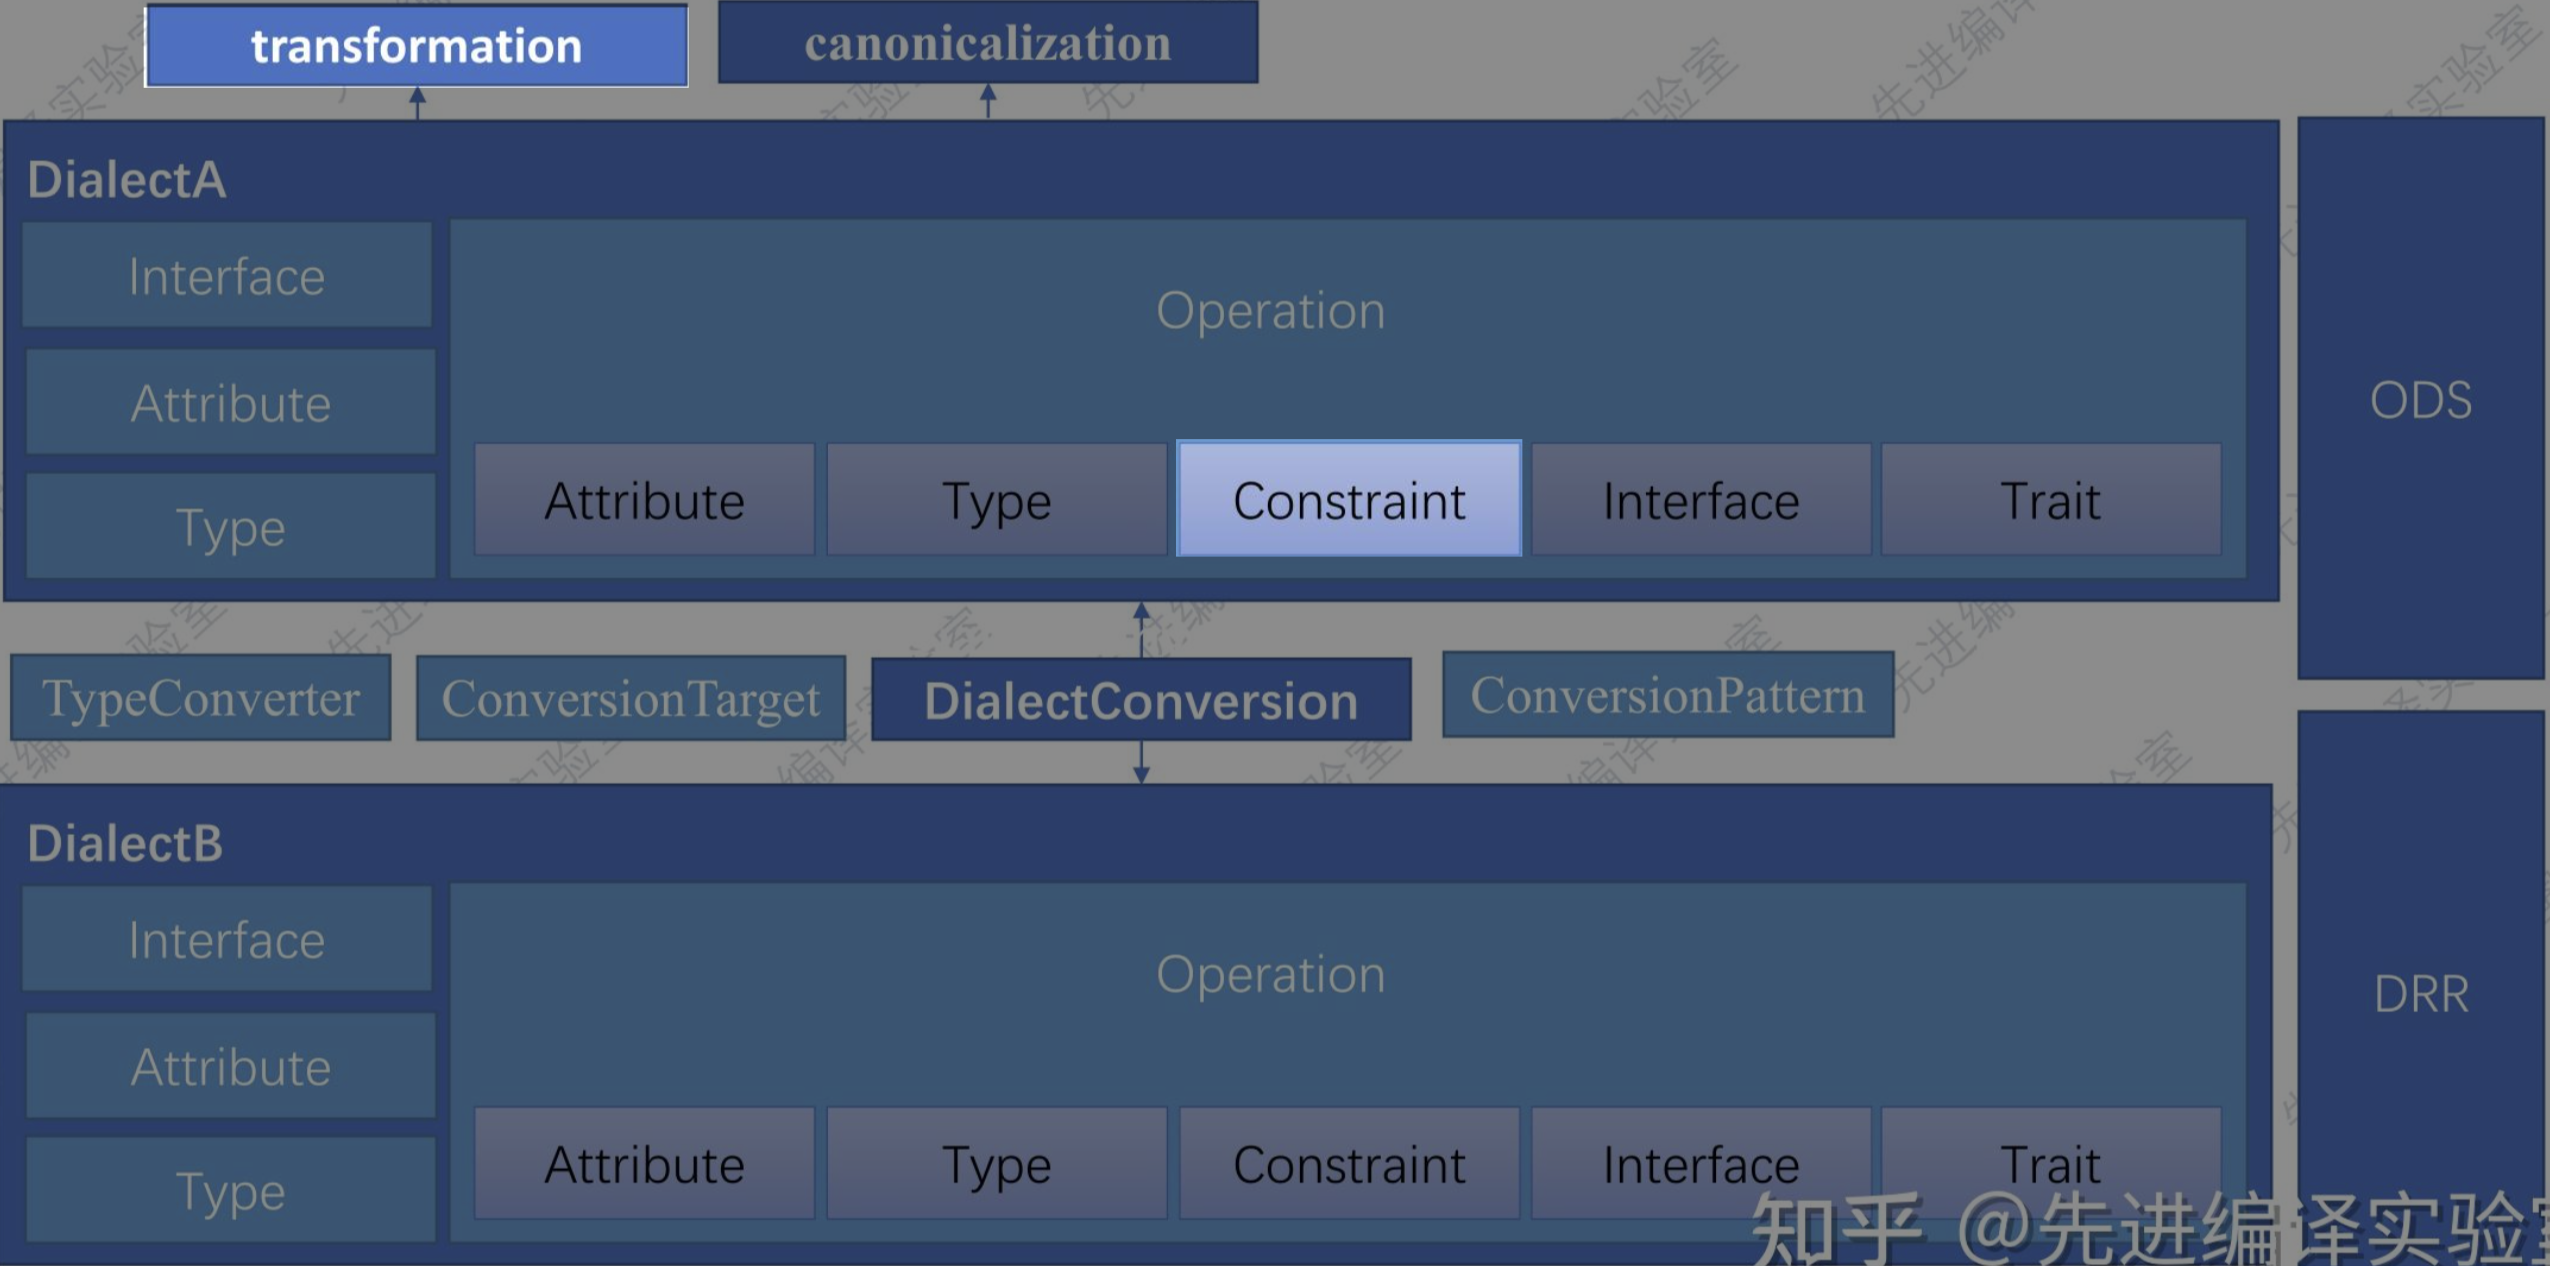 transformation
canonicalization
DialectA
Interface
Attribute
Type
Operation
Attribute
Type
Constraint
Interface
Trait
ODS
TypeConverter
ConversionTarget
DialectConversion
ConversionPattern
DialectB
Interface
Attribute
Type
Operation
Attribute
Type
Constraint
Interface
Trait
DRR
知乎 @先进编译实验室